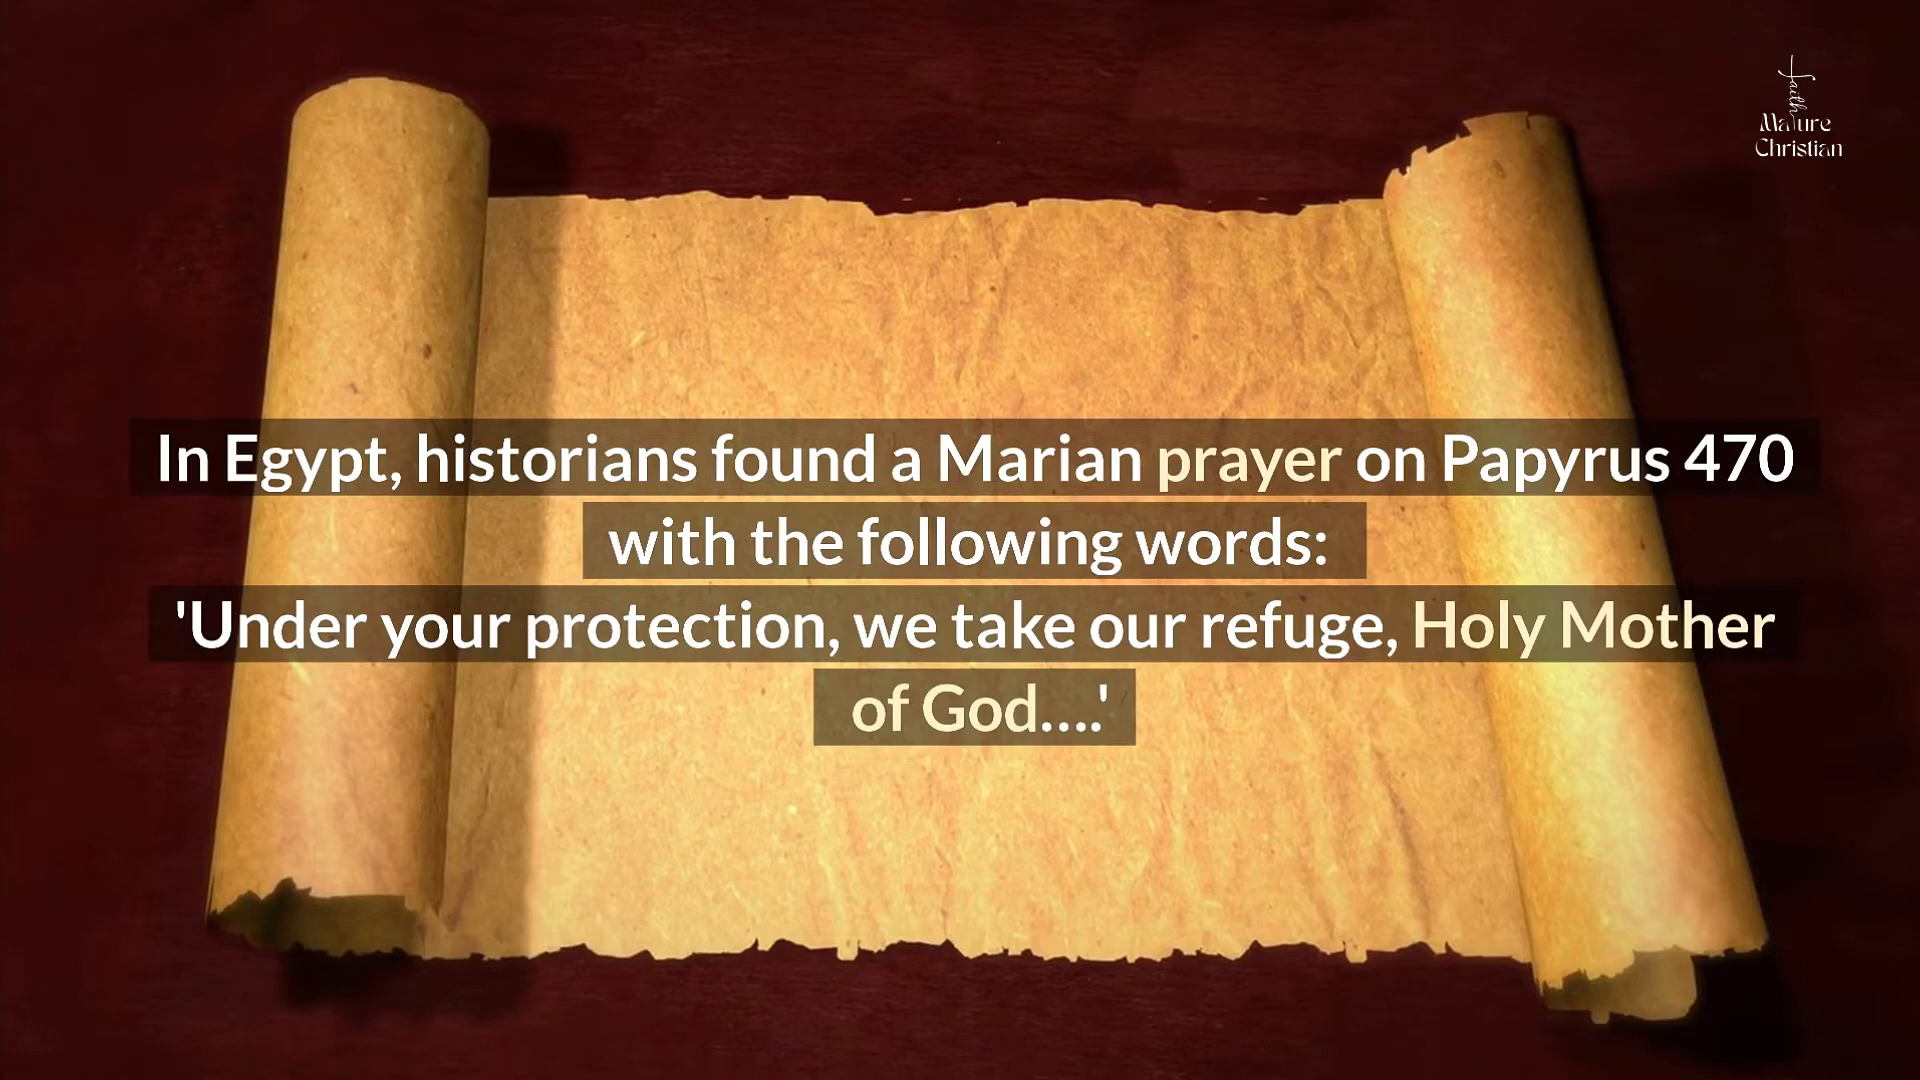 faith
Mature
Christian
In Egypt, historians found a Marian prayer on Papyrus 470
with the following words:
'Under your protection, we take our refuge, Holy Mother
of God....'